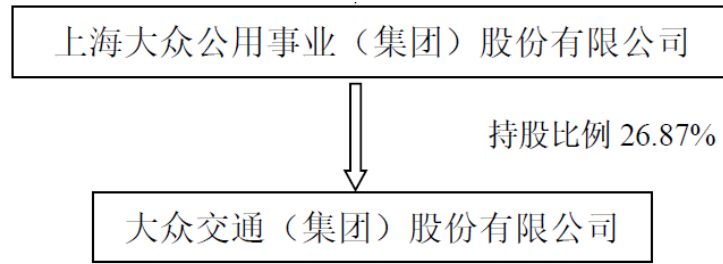 上海大众公用事业（集团）股份有限公司
持股比例 26.87%
大众交通（集团）股份有限公司